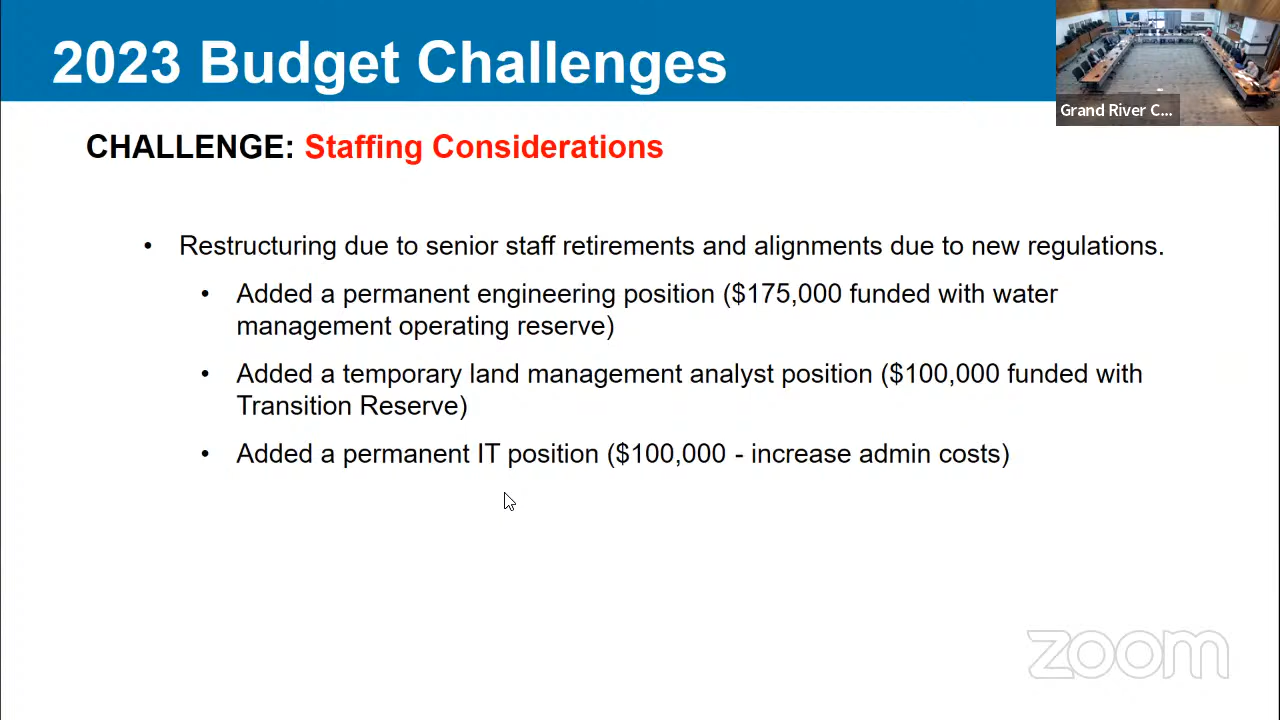 2023 Budget Challenges
Grand River C...
CHALLENGE: Staffing Considerations
• Restructuring due to senior staff retirements and alignments due to new regulations.
• Added a permanent engineering position ($175,000 funded with water
management operating reserve)
• Added a temporary land management analyst position ($100,000 funded with
Transition Reserve)
• Added a permanent IT position ($100,000 - increase admin costs)
zoom